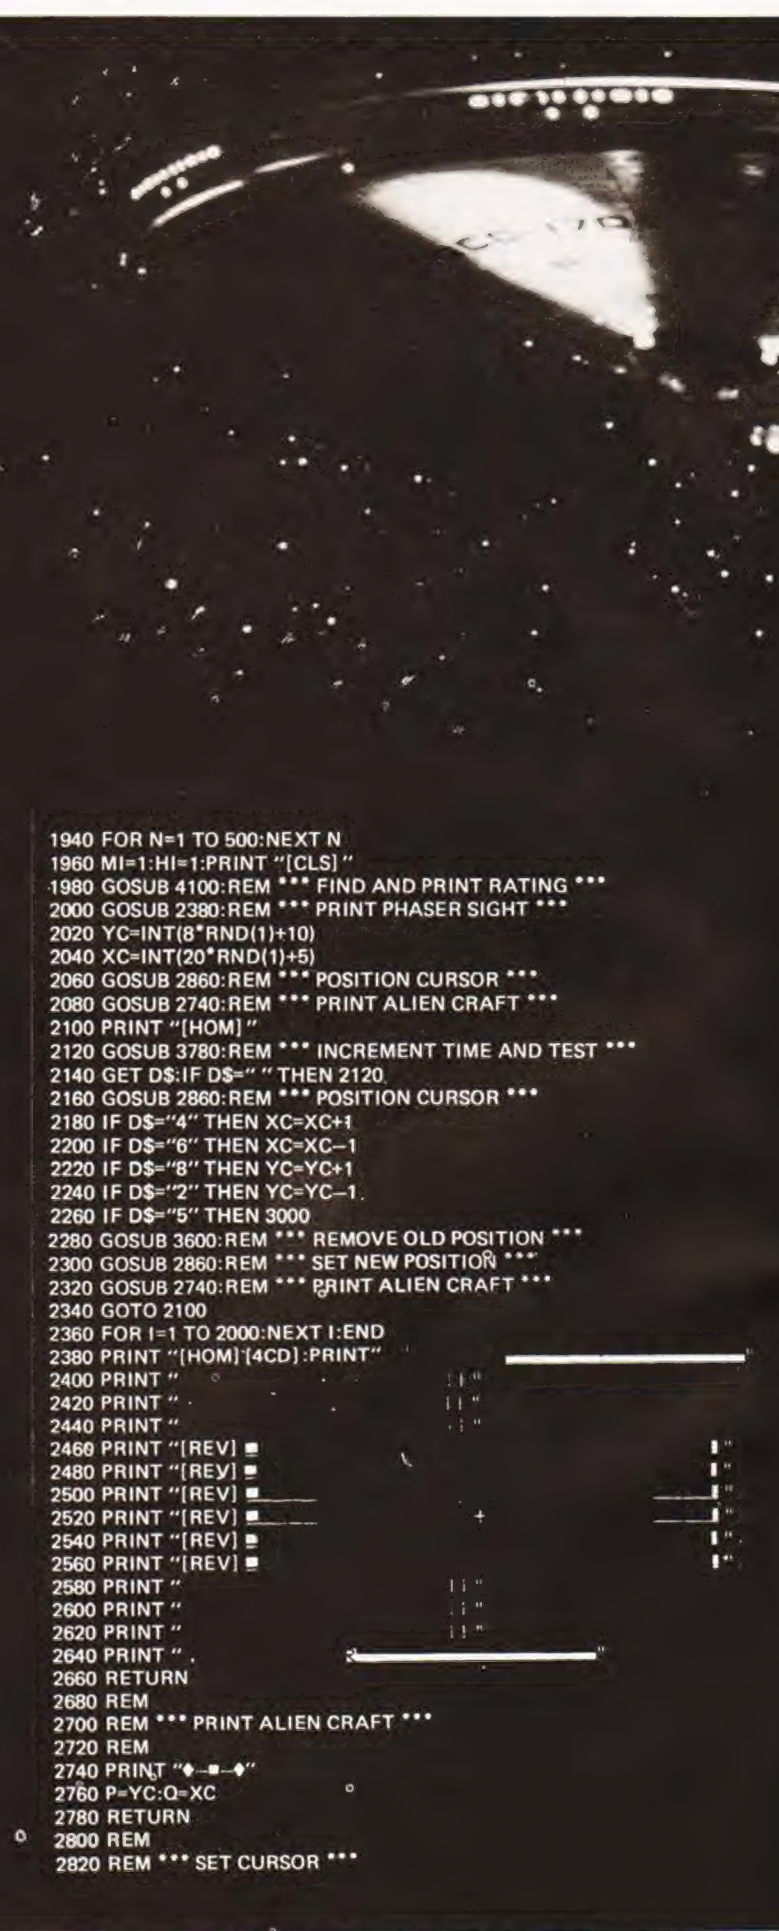 1940 FOR N=1 TO 500:NEXT N
1960 MI=1:HI=1:PRINT "[CLS] "
1980 GOSUB 4100:REM *** FIND AND PRINT RATING ***
2000 GOSUB 2380:REM *** PRINT PHASER SIGHT ***
2020 YC=INT(8*RND(1)+10)
2040 XC=INT(20*RND(1)+5)
2060 GOSUB 2860:REM *** POSITION CURSOR ***
2080 GOSUB 2740:REM *** PRINT ALIEN CRAFT ***
2100 PRINT "[HOM] "
2120 GOSUB 3780:REM *** INCREMENT TIME AND TEST ***
2140 GET D$:IF D$=" " THEN 2120
2160 GOSUB 2860:REM *** POSITION CURSOR ***
2180 IF D$="4" THEN XC=XC+1
2200 IF D$="6" THEN XC=XC—1
2220 IF D$="8" THEN YC=YC+1
2240 IF D$="2" THEN YC=YC—1
2260 IF D$="5" THEN 3000
2280 GOSUB 3600:REM *** REMOVE OLD POSITION ***
2300 GOSUB 2860:REM *** SET NEW POSITION ***
2320 GOSUB 2740:REM *** PRINT ALIEN CRAFT ***
2340 GOTO 2100
2360 FOR I=1 TO 2000:NEXT I:END
2380 PRINT "[HOM] [4CD] :PRINT" "
2400 PRINT " | | "
2420 PRINT " | | "
2440 PRINT " | | "
2460 PRINT "[REV] ■ ▌"
2480 PRINT "[REV] ■ ▌"
2500 PRINT "[REV] ■ ▌"
2520 PRINT "[REV] ■ + ▌"
2540 PRINT "[REV] ■ ▌"
2560 PRINT "[REV] ■ ▌"
2580 PRINT " | | "
2600 PRINT " | | "
2620 PRINT " | | "
2640 PRINT " "
2660 RETURN
2680 REM
2700 REM *** PRINT ALIEN CRAFT ***
2720 REM
2740 PRINT "♦—■—♦"
2760 P=YC:Q=XC
2780 RETURN
2800 REM
2820 REM *** SET CURSOR ***